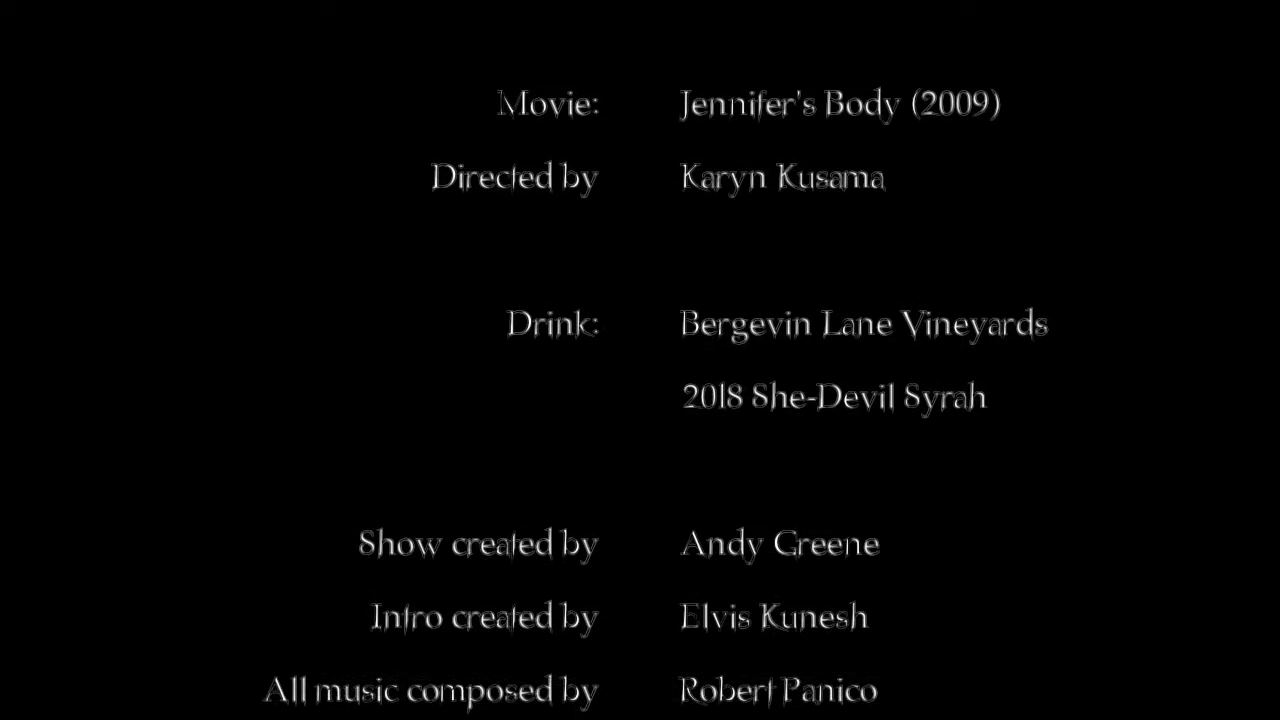 Movie: Jennifer's Body (2009)
Directed by Karyn Kusama
Drink: Bergevin Lane Vineyards
2018 She-Devil Syrah
Show created by Andy Greene
Intro created by Elvis Kunesh
All music composed by Robert Panico